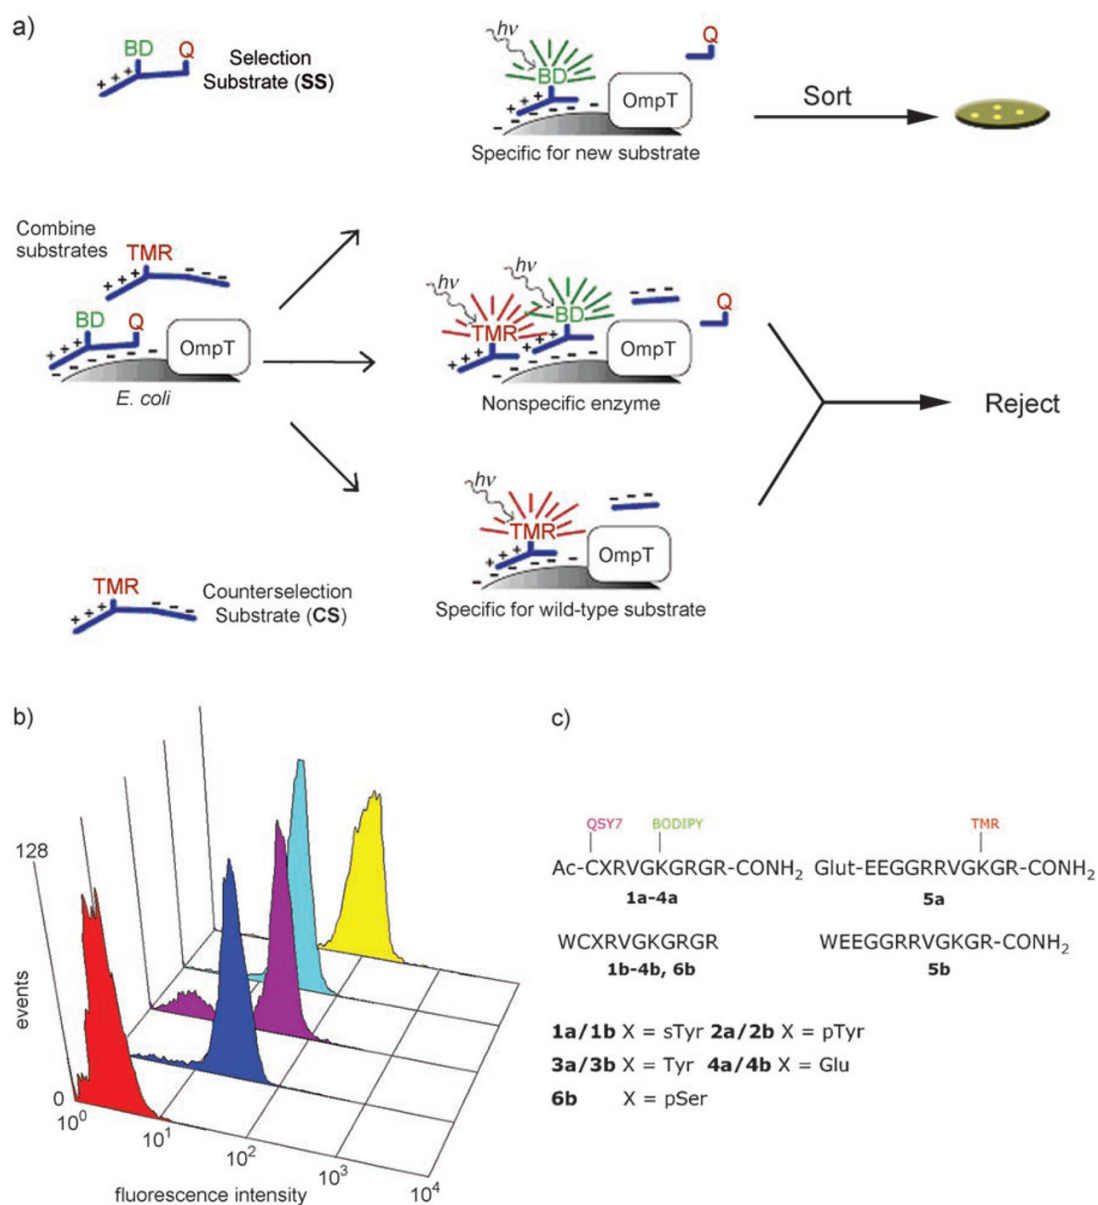 a)
BD Q
+++
Selection
Substrate (SS)
hν
BD
Q
+++
OmpT
- - - - - -
Specific for new substrate
Sort
Combine
substrates
TMR
+++ - - -
BD Q
+++
OmpT
- - - - - -
E. coli
hν hν
TMR BD
- - - Q
+++ +++
OmpT
- - - - - -
Nonspecific enzyme
Reject
hν
TMR
- - -
+++
OmpT
- - - - - -
Specific for wild-type substrate
TMR
+++ - - -
Counterselection
Substrate (CS)
b)
128
events
0
10⁰
10¹
10²
10³
10⁴
fluorescence intensity
c)
QSY7 BODIPY
Ac-CXRVGKGRGR-CONH₂
1a-4a
TMR
Glut-EEGGRRVGKGR-CONH₂
5a
WCXRVGKGRGR
1b-4b, 6b
WEEGGRRVGKGR-CONH₂
5b
1a/1b X = sTyr 2a/2b X = pTyr
3a/3b X = Tyr 4a/4b X = Glu
6b X = pSer